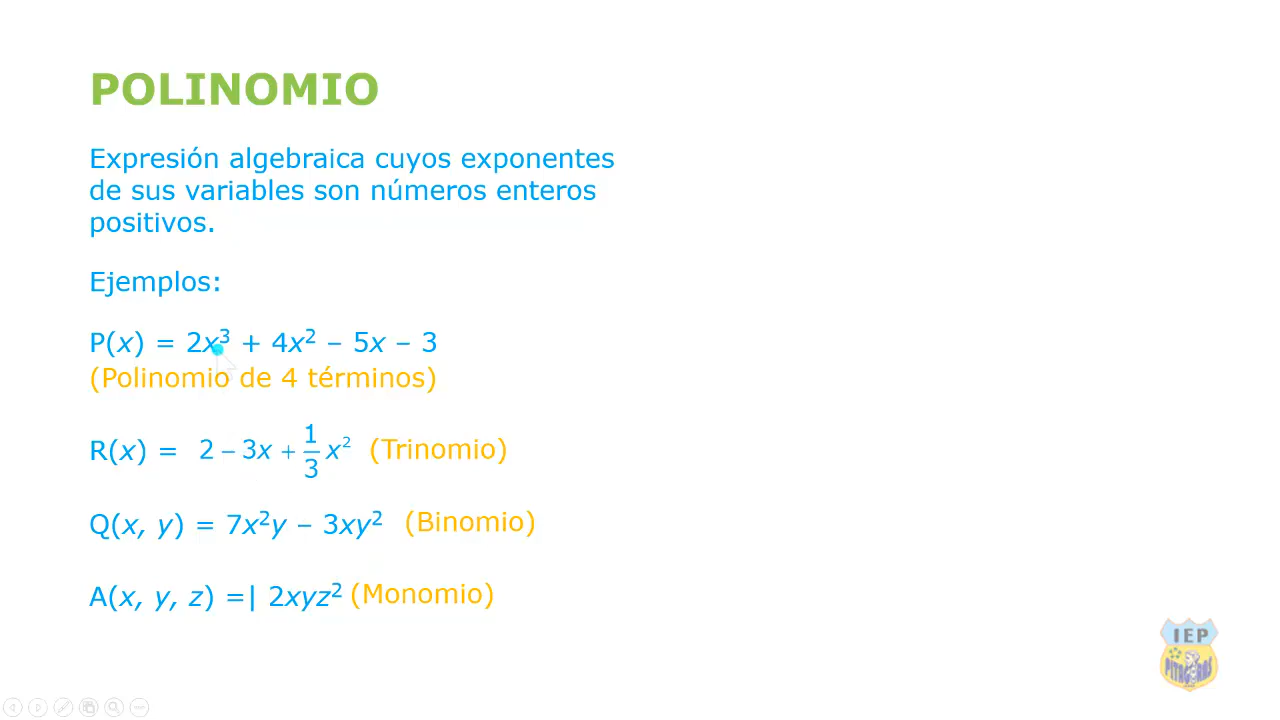 POLINOMIO
Expresión algebraica cuyos exponentes
de sus variables son números enteros
positivos.
Ejemplos:
P(x) = 2x³ + 4x² – 5x – 3
(Polinomio de 4 términos)
R(x) = 2 – 3x + 1/3 x² (Trinomio)
Q(x, y) = 7x²y – 3xy² (Binomio)
A(x, y, z) =| 2xyz² (Monomio)
IEP
PITAGORAS